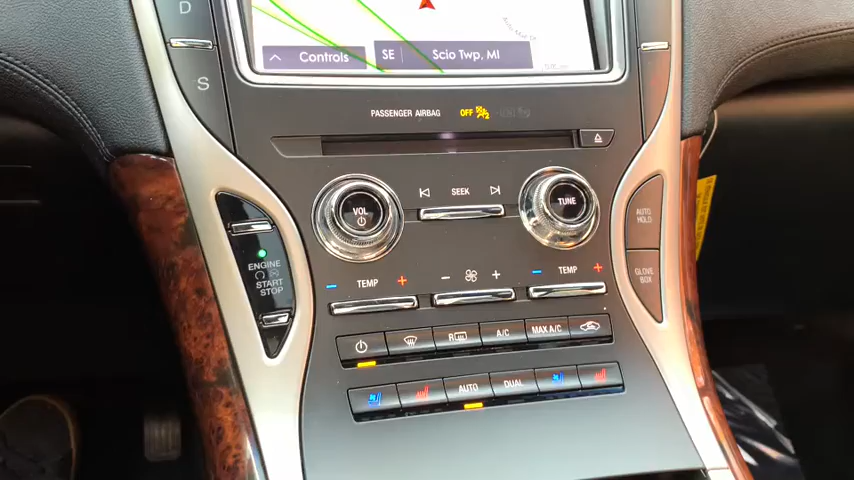 D
S
Controls
SE
Scio Twp, MI
PASSENGER AIRBAG OFF 2
VOL
SEEK
TUNE
AUTO HOLD
ENGINE
START
STOP
- TEMP +
- +
- TEMP +
GLOVE BOX
R
A/C
MAX A/C
AUTO
DUAL